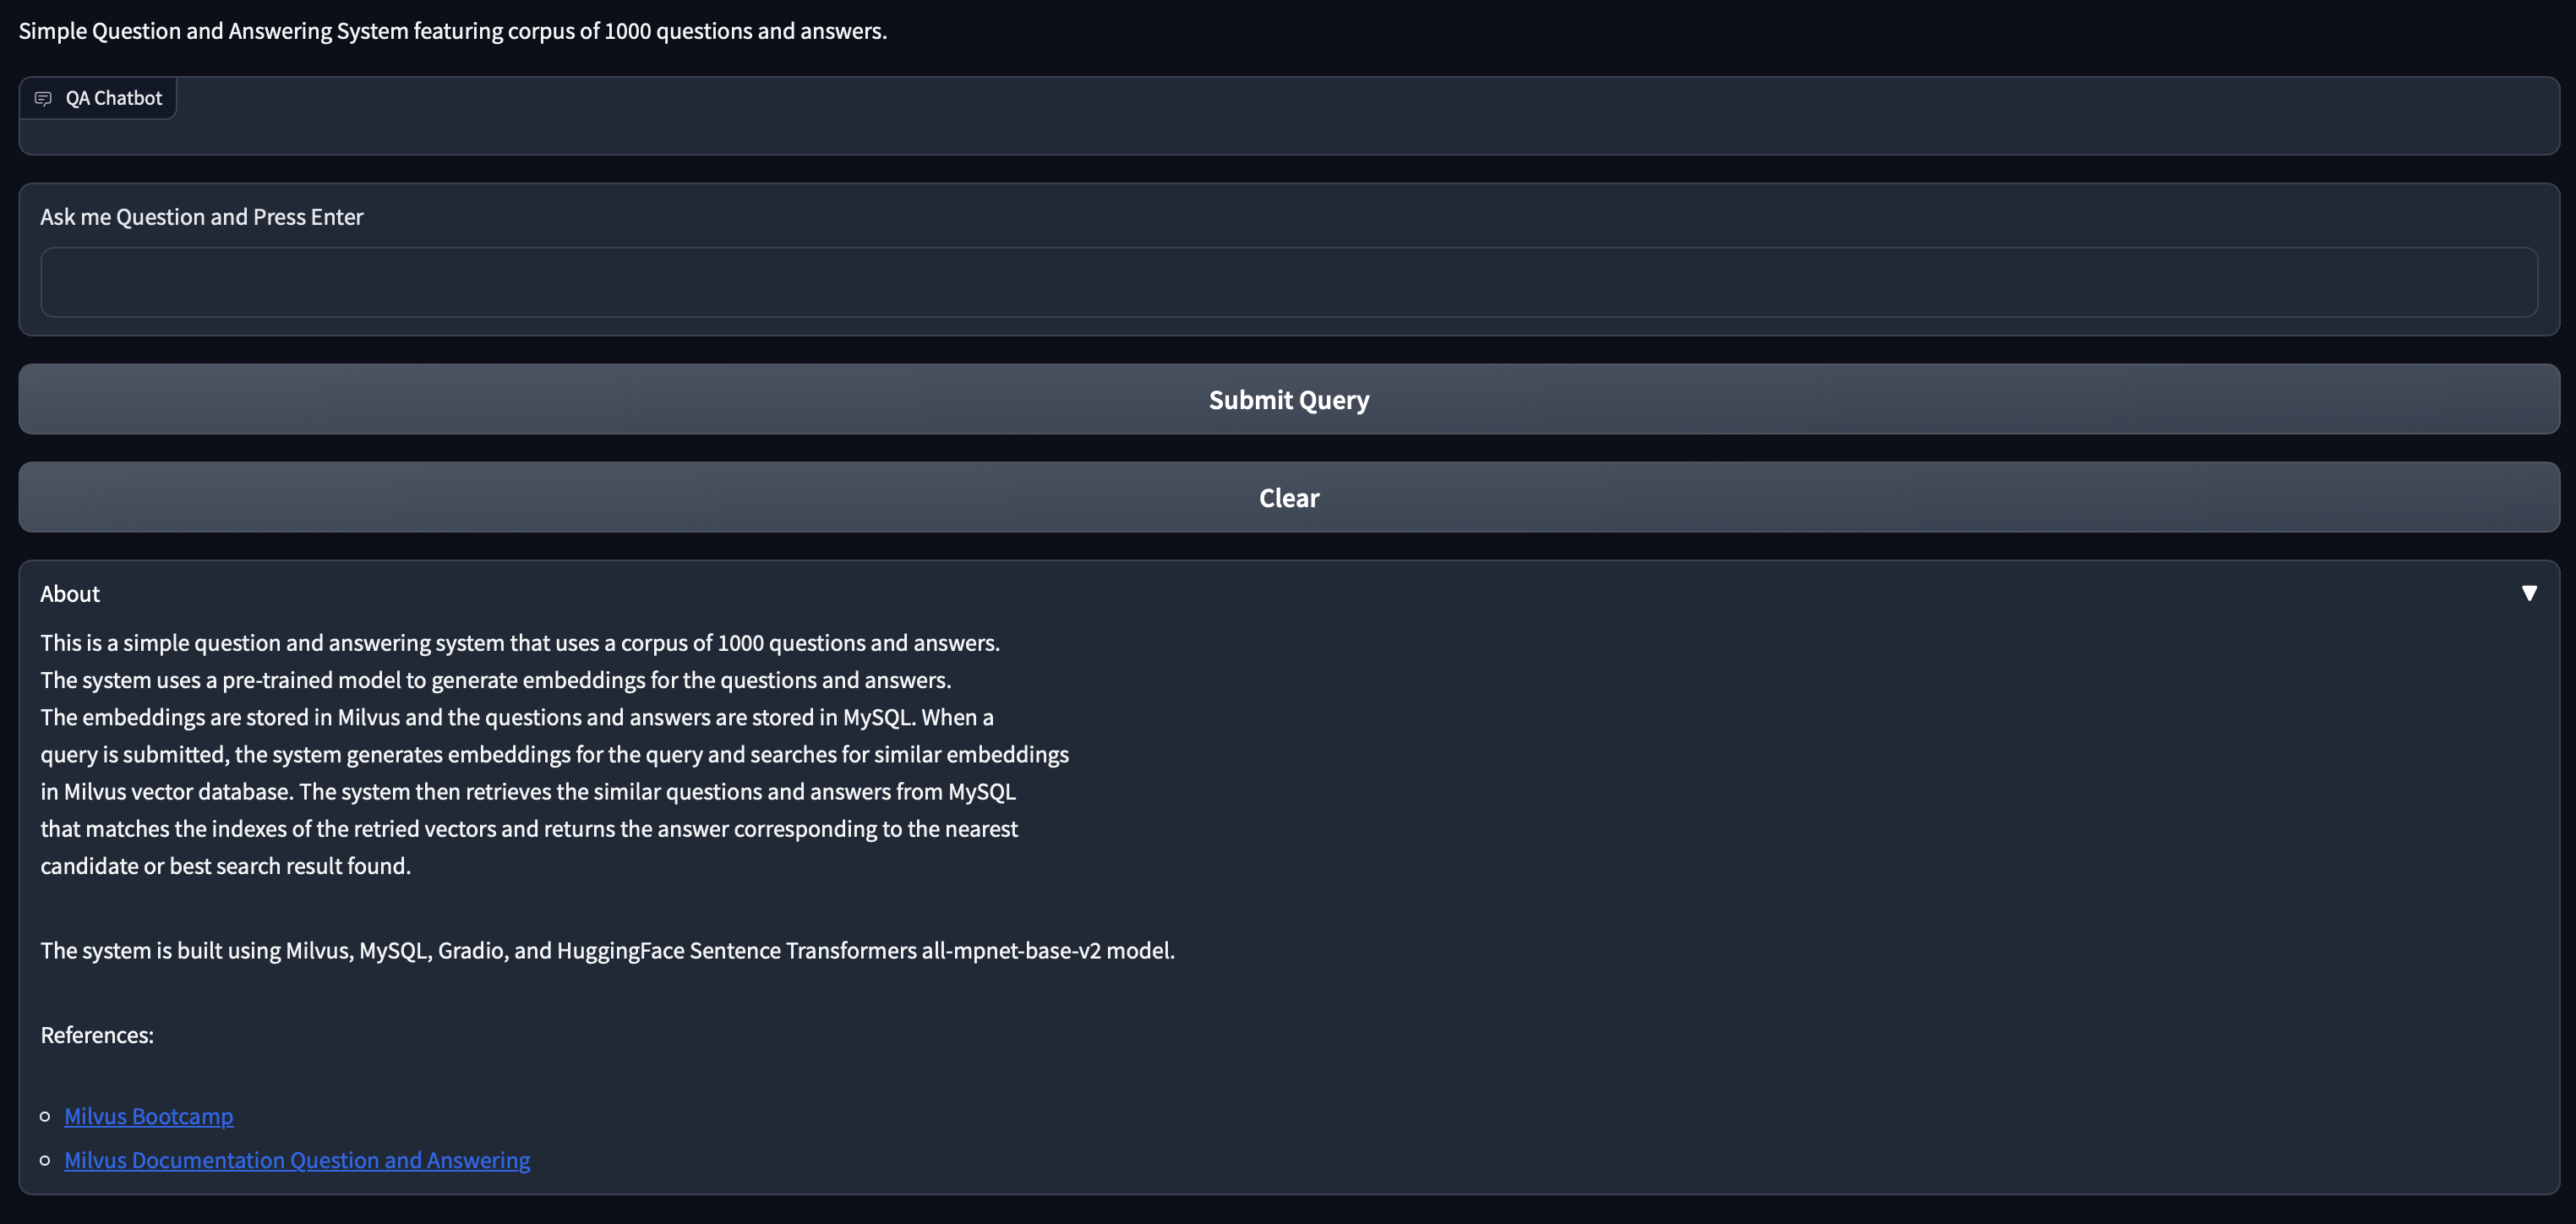 Simple Question and Answering System featuring corpus of 1000 questions and answers.
QA Chatbot
Ask me Question and Press Enter
Submit Query
Clear
About
This is a simple question and answering system that uses a corpus of 1000 questions and answers.
The system uses a pre-trained model to generate embeddings for the questions and answers.
The embeddings are stored in Milvus and the questions and answers are stored in MySQL. When a
query is submitted, the system generates embeddings for the query and searches for similar embeddings
in Milvus vector database. The system then retrieves the similar questions and answers from MySQL
that matches the indexes of the retried vectors and returns the answer corresponding to the nearest
candidate or best search result found.
The system is built using Milvus, MySQL, Gradio, and HuggingFace Sentence Transformers all-mpnet-base-v2 model.
References:
Milvus Bootcamp
Milvus Documentation Question and Answering